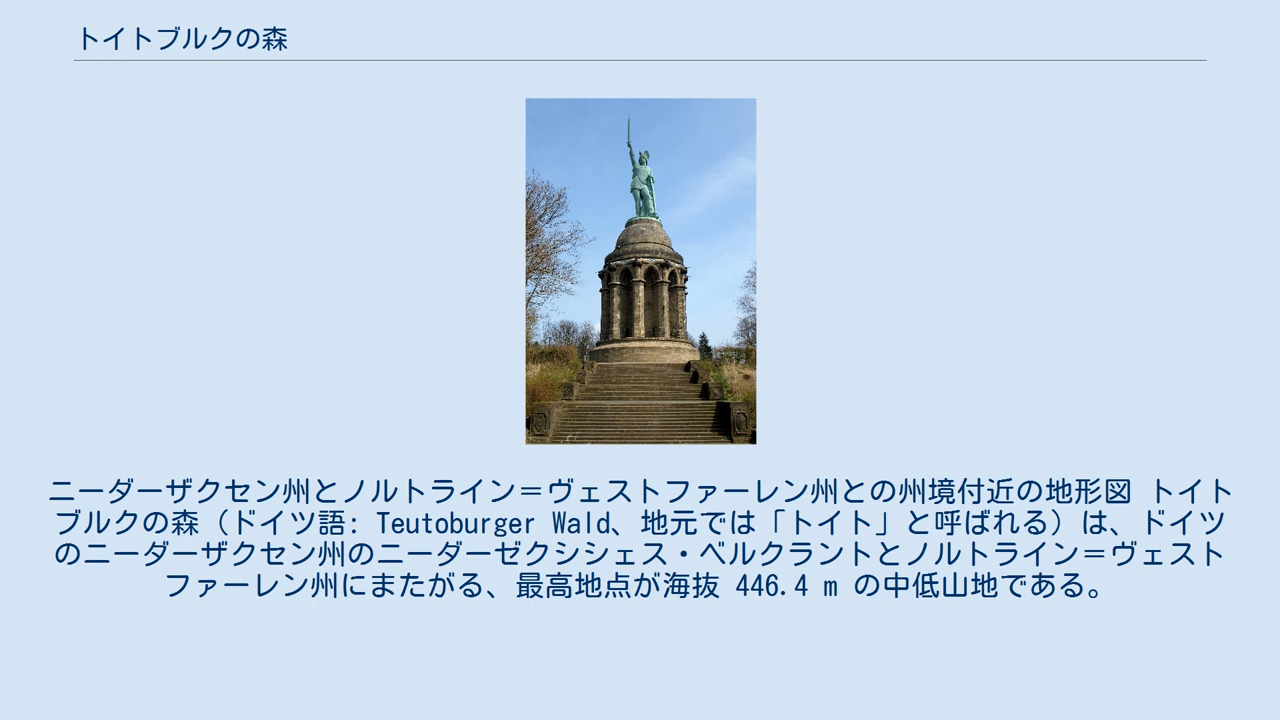 トイトブルクの森
ニーダーザクセン州とノルトライン＝ヴェストファーレン州との州境付近の地形図 トイト
ブルクの森（ドイツ語: Teutoburger Wald、地元では「トイト」と呼ばれる）は、ドイツ
のニーダーザクセン州のニーダーゼクシシェス・ベルクラントとノルトライン＝ヴェスト
ファーレン州にまたがる、最高地点が海抜 446.4 m の中低山地である。